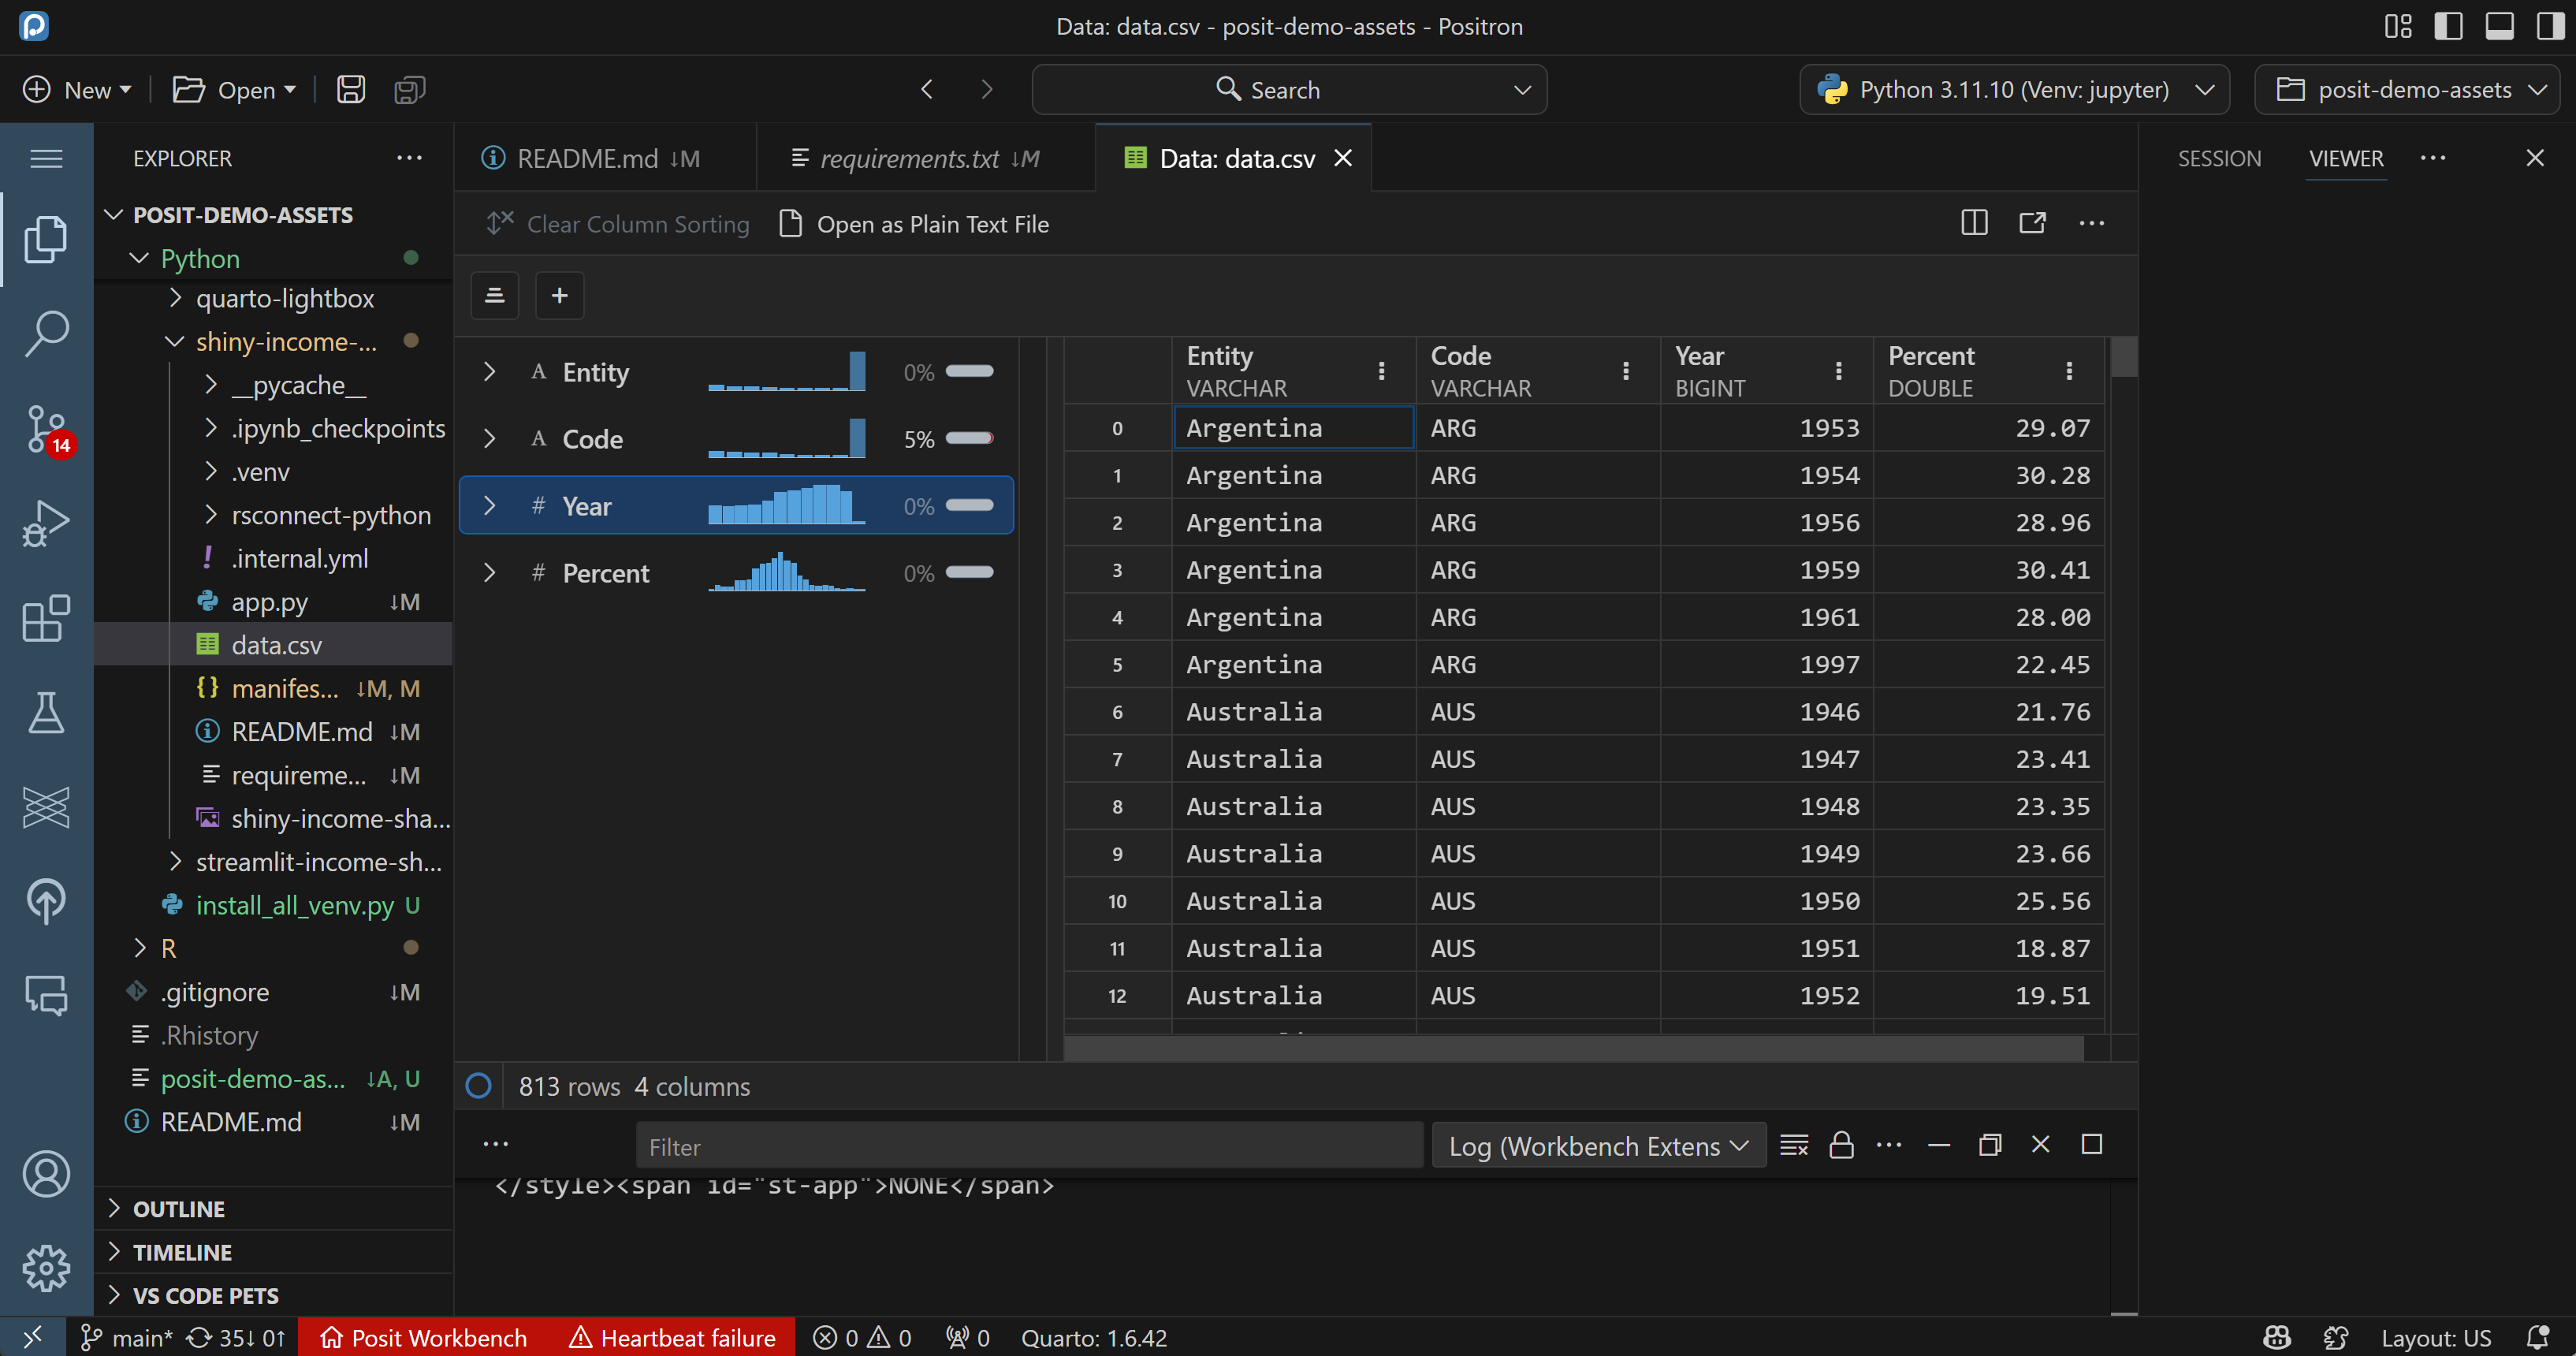 Data: data.csv - posit-demo-assets - Positron
New
Open
Search
Python 3.11.10 (Venv: jupyter)
posit-demo-assets
EXPLORER
POSIT-DEMO-ASSETS
Python
quarto-lightbox
shiny-income-...
__pycache__
.ipynb_checkpoints
.venv
rsconnect-python
! .internal.yml
app.py ↓M
data.csv
{} manifes... ↓M, M
README.md ↓M
requireme... ↓M
shiny-income-sha...
streamlit-income-sh...
install_all_venv.py U
R
.gitignore ↓M
.Rhistory
posit-demo-as... ↓A, U
README.md ↓M
OUTLINE
TIMELINE
VS CODE PETS
14
README.md ↓M
requirements.txt ↓M
Data: data.csv
Clear Column Sorting
Open as Plain Text File
A Entity 0%
A Code 5%
# Year 0%
# Percent 0%
Entity Code Year Percent
VARCHAR VARCHAR BIGINT DOUBLE
0 Argentina ARG 1953 29.07
1 Argentina ARG 1954 30.28
2 Argentina ARG 1956 28.96
3 Argentina ARG 1959 30.41
4 Argentina ARG 1961 28.00
5 Argentina ARG 1997 22.45
6 Australia AUS 1946 21.76
7 Australia AUS 1947 23.41
8 Australia AUS 1948 23.35
9 Australia AUS 1949 23.66
10 Australia AUS 1950 25.56
11 Australia AUS 1951 18.87
12 Australia AUS 1952 19.51
813 rows 4 columns
Filter
Log (Workbench Extens
</style><span id="st-app">NONE</span>
SESSION
VIEWER
main* 35↓ 0↑
Posit Workbench
Heartbeat failure
0 0
0
Quarto: 1.6.42
Layout: US